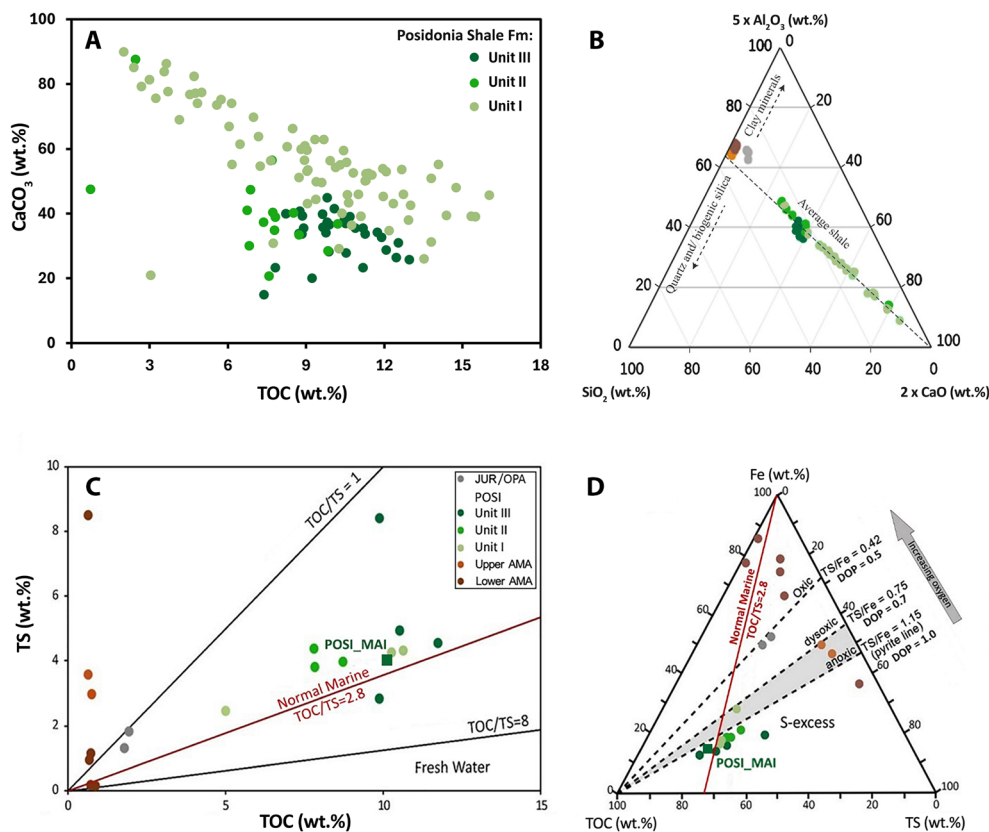 A
Posidonia Shale Fm:
Unit III
Unit II
Unit I
100
80
60
40
20
0
CaCO3 (wt.%)
0
3
6
9
12
15
18
TOC (wt.%)
B
5 x Al2O3 (wt.%)
100
0
80
20
60
40
40
60
20
80
0
100
Clay minerals
Quartz and/ biogenic silica
Average shale
100
80
60
40
20
0
SiO2 (wt.%)
2 x CaO (wt.%)
C
10
8
6
4
2
0
TS (wt.%)
TOC/TS = 1
JUR/OPA
POSI
Unit III
Unit II
Unit I
Upper AMA
Lower AMA
POSI_MAI
Normal Marine
TOC/TS=2.8
TOC/TS=8
Fresh Water
0
5
10
15
TOC (wt.%)
D
Fe (wt.%)
100
0
80
20
60
40
40
60
20
80
0
100
Normal Marine
TOC/TS=2.8
Oxic
TS/Fe = 0.42
DOP = 0.5
dysoxic
TS/Fe = 0.75
DOP = 0.7
anoxic
TS/Fe = 1.15
(pyrite line)
DOP = 1.0
Increasing oxygen
S-excess
POSI_MAI
100
80
60
40
20
0
TOC (wt.%)
TS (wt.%)